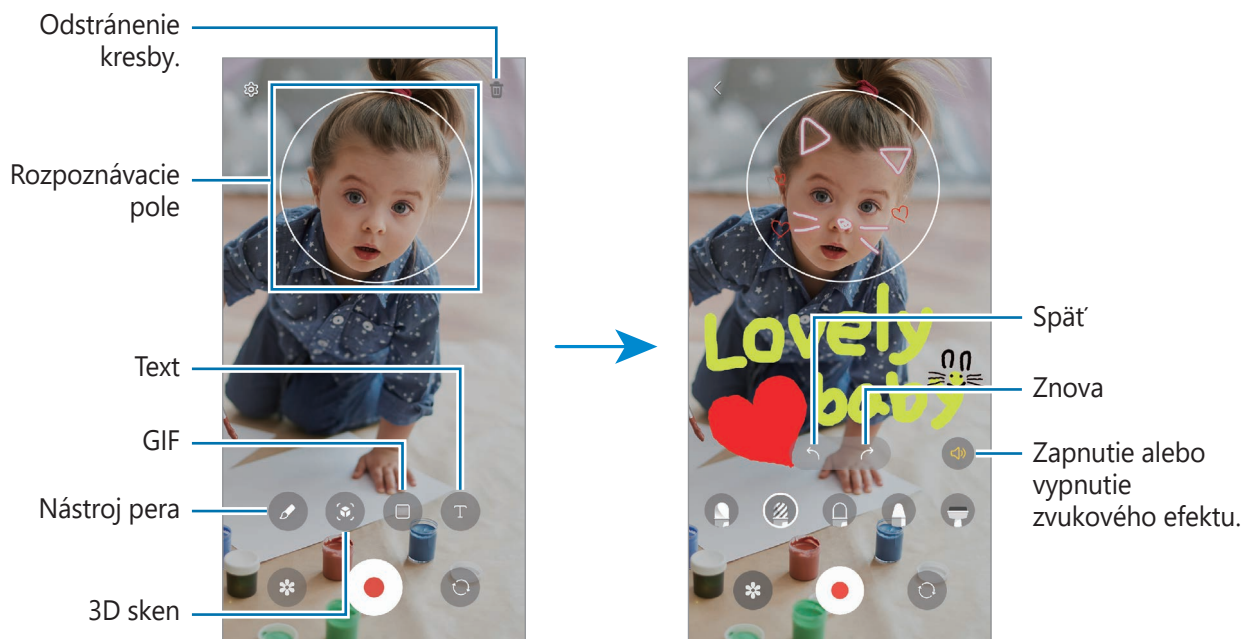 Odstránenie
kresby.
Rozpoznávacie
pole
Text
GIF
Nástroj pera
3D sken
T
Lovely
baby
Späť
Znova
Zapnutie alebo
vypnutie
zvukového efektu.